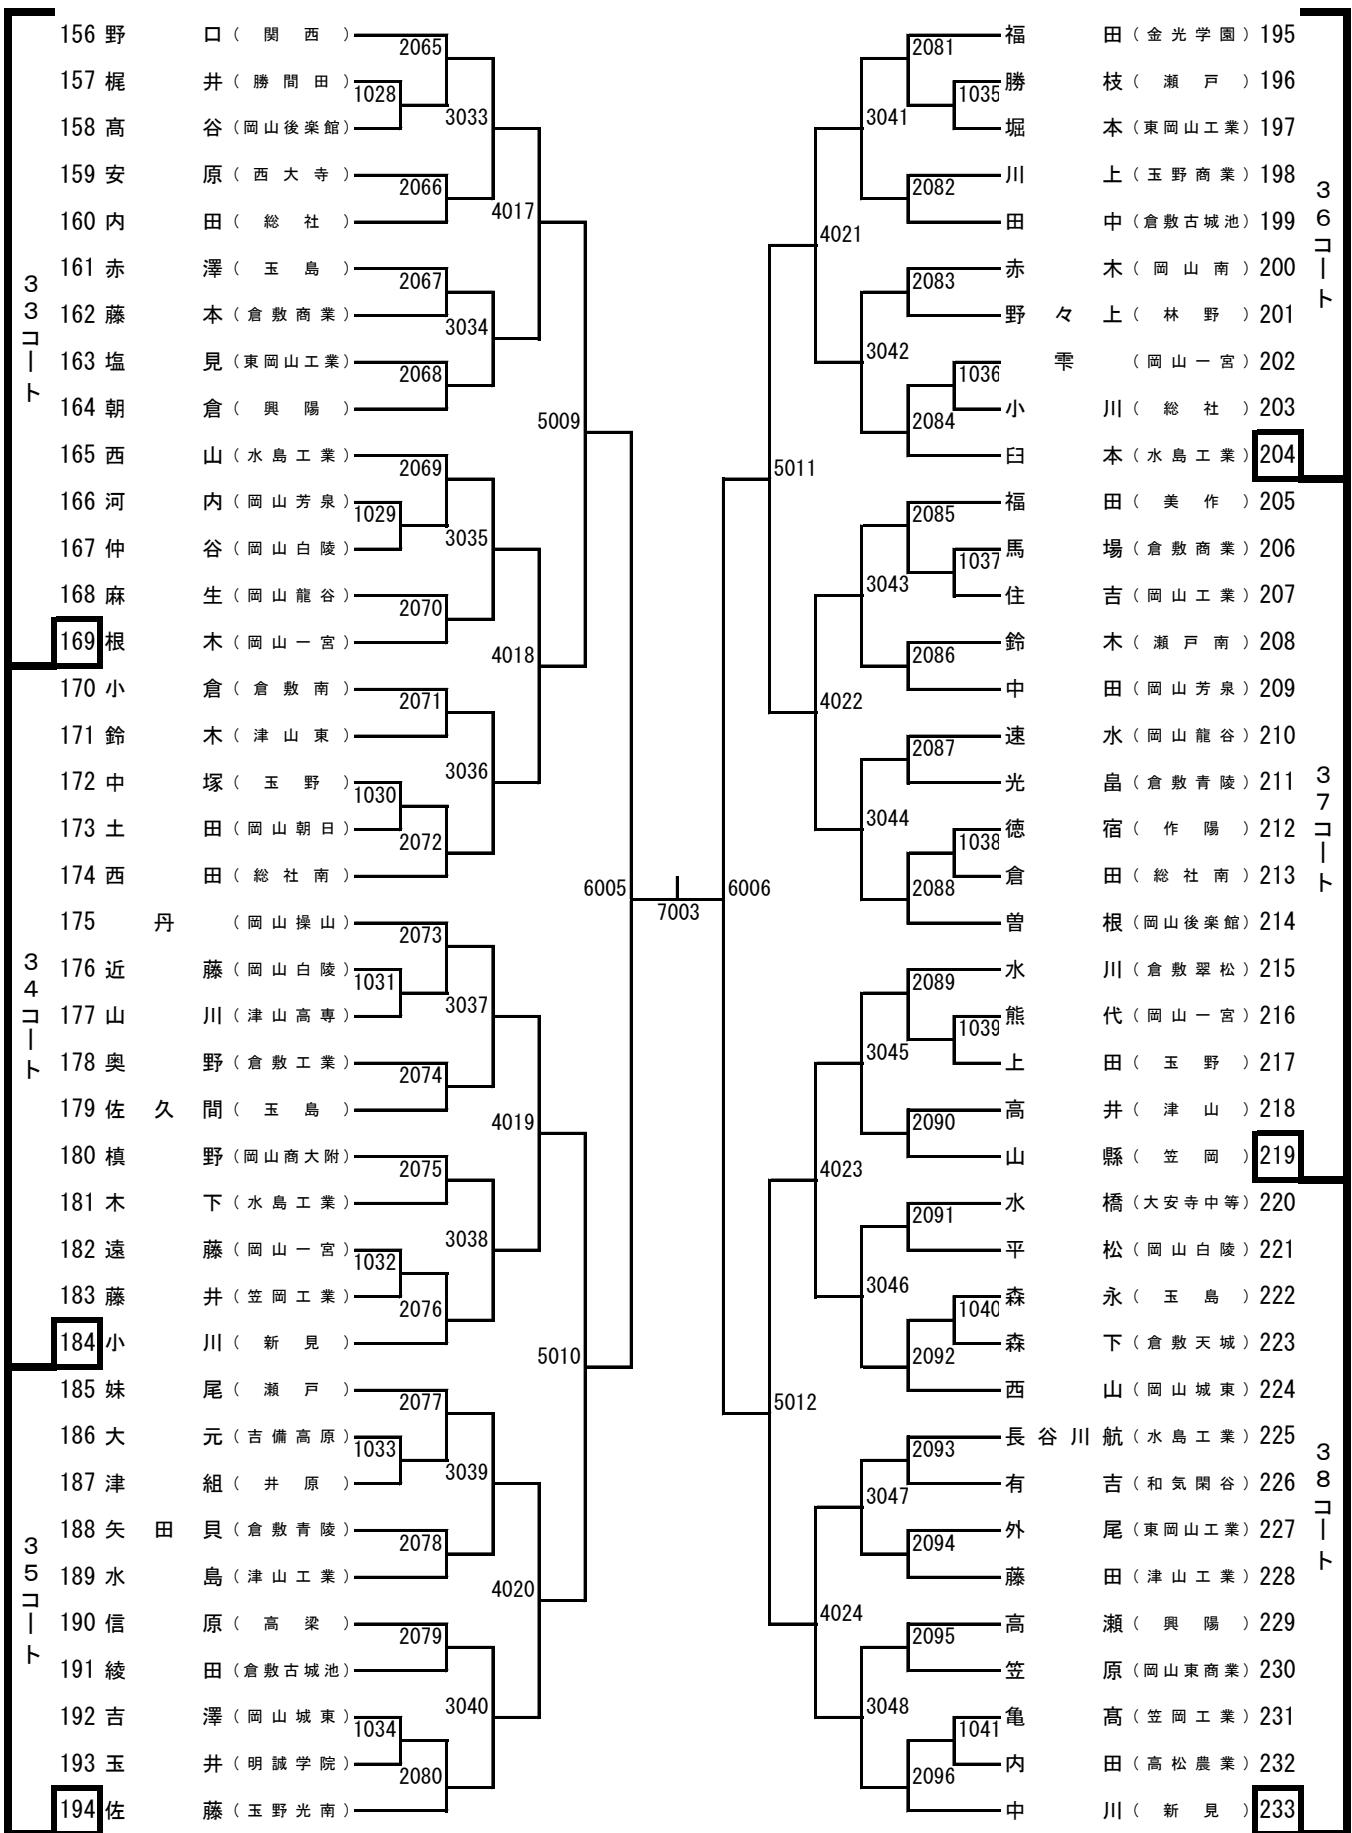 156 野口（関西）
157 梶井（勝間田）
158 髙谷（岡山後楽館）
159 安原（西大寺）
160 内田（総社）
161 赤澤（玉島）
162 藤本（倉敷商業）
163 塩見（東岡山工業）
164 朝倉（興陽）
165 西山（水島工業）
166 河内（岡山芳泉）
167 仲谷（岡山白陵）
168 麻生（岡山龍谷）
169 根木（岡山一宮）
170 小倉（倉敷南）
171 鈴木（津山東）
172 中塚（玉野）
173 土田（岡山朝日）
174 西田（総社南）
175 丹（岡山操山）
176 近藤（岡山白陵）
177 山川（津山高専）
178 奥野（倉敷工業）
179 佐久間（玉島）
180 槙野（岡山商大附）
181 木下（水島工業）
182 遠藤（岡山一宮）
183 藤井（笠岡工業）
184 小川（新見）
185 妹尾（瀬戸）
186 大元（吉備高原）
187 津組（井原）
188 矢田貝（倉敷青陵）
189 水島（津山工業）
190 信原（高梁）
191 綾田（倉敷古城池）
192 吉澤（岡山城東）
193 玉井（明誠学院）
194 佐藤（玉野光南）
33コート
34コート
35コート
1028
1029
1030
1031
1032
1033
1034
2065
2066
2067
2068
2069
2070
2071
2072
2073
2074
2075
2076
2077
2078
2079
2080
3033
3034
3035
3036
3037
3038
3039
3040
4017
4018
4019
4020
5009
5010
6005
7003
6006
5011
5012
4021
4022
4023
4024
3041
3042
3043
3044
3045
3046
3047
3048
2081
2082
2083
2084
2085
2086
2087
2088
2089
2090
2091
2092
2093
2094
2095
2096
1035
1036
1037
1038
1039
1040
1041
福田（金光学園）195
勝枝（瀬戸）196
堀本（東岡山工業）197
川上（玉野商業）198
田中（倉敷古城池）199
赤木（岡山南）200
野々上（林野）201
雫（岡山一宮）202
小川（総社）203
臼本（水島工業）204
福田（美作）205
馬場（倉敷商業）206
住吉（岡山工業）207
鈴木（瀬戸南）208
中田（岡山芳泉）209
速水（岡山龍谷）210
光畠（倉敷青陵）211
徳宿（作陽）212
倉田（総社南）213
曽根（岡山後楽館）214
水川（倉敷翠松）215
熊代（岡山一宮）216
上田（玉野）217
高井（津山）218
山縣（笠岡）219
水橋（大安寺中等）220
平松（岡山白陵）221
森永（玉島）222
森下（倉敷天城）223
西山（岡山城東）224
長谷川航（水島工業）225
有吉（和気閑谷）226
外尾（東岡山工業）227
藤田（津山工業）228
高瀬（興陽）229
笠原（岡山東商業）230
亀髙（笠岡工業）231
内田（高松農業）232
中川（新見）233
36コート
37コート
38コート